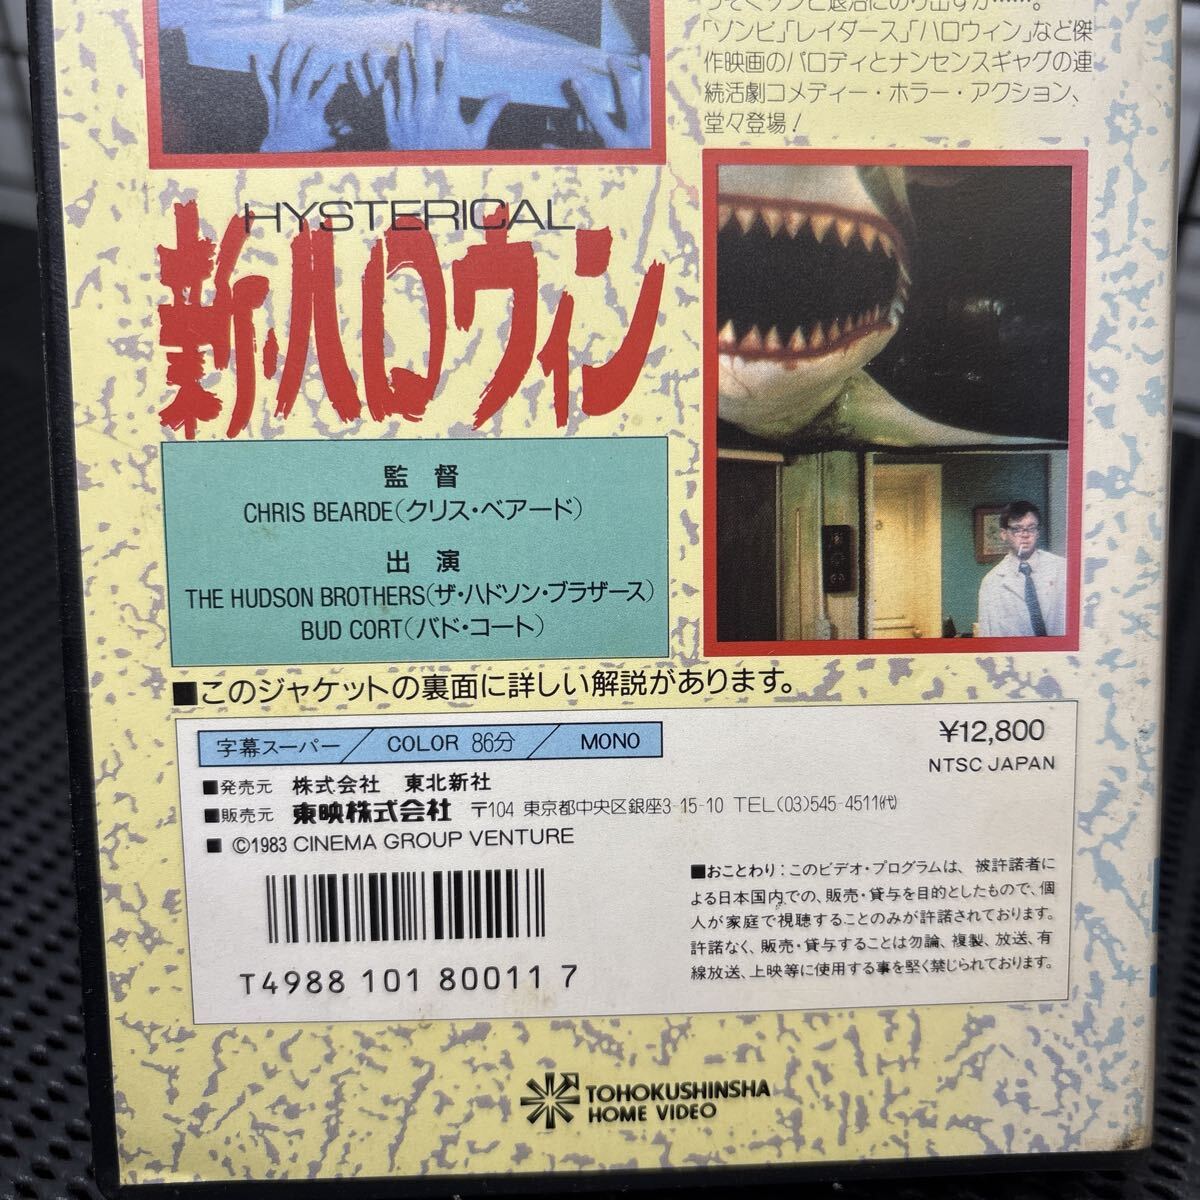 「ゾンビ」「レイダース」「ハロウィン」など傑
作映画のパロディとナンセンスギャグの連
続活劇コメディー・ホラー・アクション、
堂々登場！
HYSTERICAL
新・ハロウィン
監督
CHRIS BEARDE(クリス・ベアード)
出演
THE HUDSON BROTHERS(ザ・ハドソン・ブラザース)
BUD CORT(バド・コート)
■このジャケットの裏面に詳しい解説があります。
字幕スーパー／COLOR 86分／MONO
¥12,800
NTSC JAPAN
■発売元 株式会社 東北新社
■販売元 東映株式会社 〒104 東京都中央区銀座3-15-10 TEL(03)545-4511(代)
■ ©1983 CINEMA GROUP VENTURE
■おことわり：このビデオ・プログラムは、被許諾者に
よる日本国内での、販売・貸与を目的としたもので、個
人が家庭で視聴することのみが許諾されております。
許諾なく、販売・貸与することは勿論、複製、放送、有
線放送、上映等に使用する事を堅く禁じられております。
T4988 101 80011 7
TOHOKUSHINSHA
HOME VIDEO